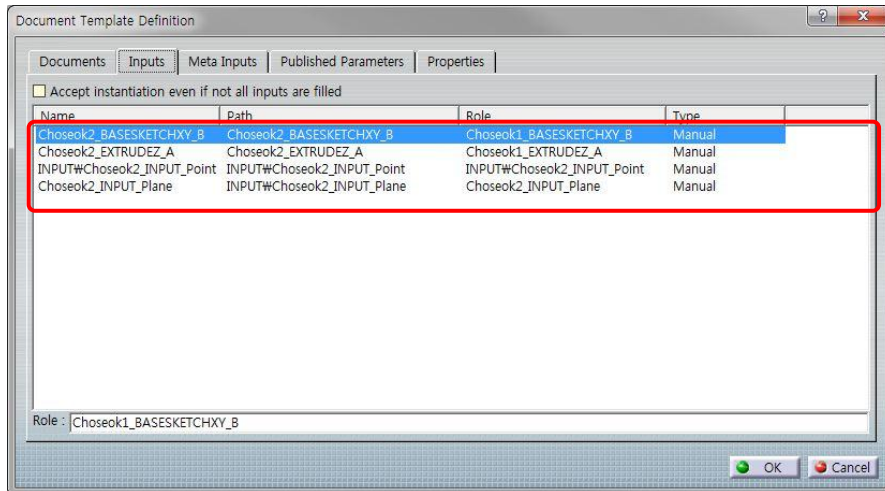 Document Template Definition
Documents Inputs Meta Inputs Published Parameters Properties
Accept instantiation even if not all inputs are filled
Name Path Role Type
Choseok2_BASESKETCHXY_B Choseok2_BASESKETCHXY_B Choseok1_BASESKETCHXY_B Manual
Choseok2_EXTRUDEZ_A Choseok2_EXTRUDEZ_A Choseok1_EXTRUDEZ_A Manual
INPUT₩Choseok2_INPUT_Point INPUT₩Choseok2_INPUT_Point INPUT₩Choseok2_INPUT_Point Manual
Choseok2_INPUT_Plane INPUT₩Choseok2_INPUT_Plane Choseok2_INPUT_Plane Manual
Role : Choseok1_BASESKETCHXY_B
OK Cancel